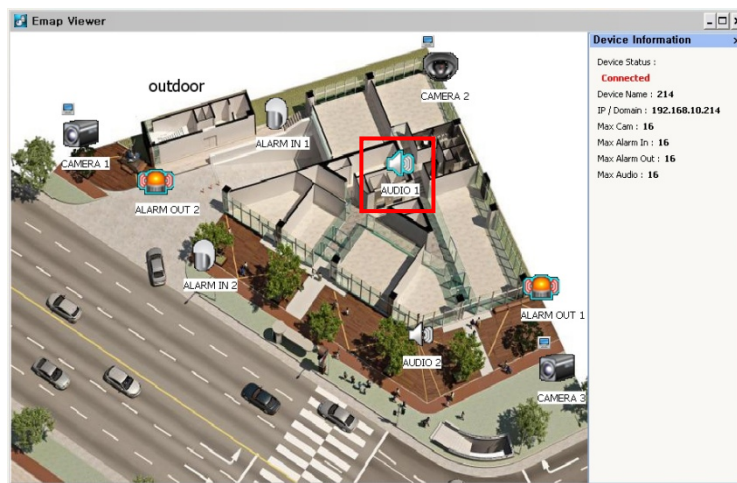 Emap Viewer
Device Information
Device Status :
Connected
Device Name : 214
IP / Domain : 192.168.10.214
Max Cam : 16
Max Alarm In : 16
Max Alarm Out : 16
Max Audio : 16
outdoor
CAMERA 2
ALARM IN 1
CAMERA 1
AUDIO 1
ALARM OUT 2
ALARM IN 2
ALARM OUT 1
AUDIO 2
CAMERA 3